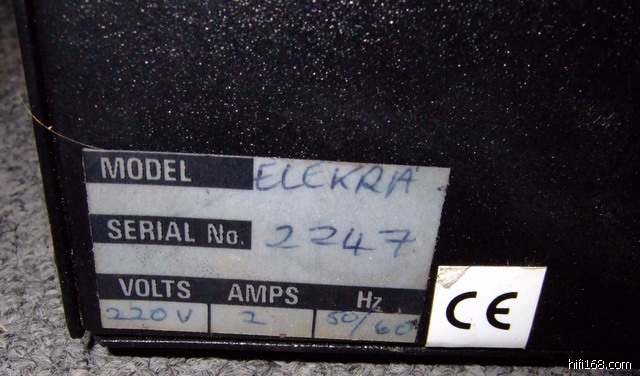 MODEL ELEKRA
SERIAL No. 2247
VOLTS AMPS Hz
220V 2 50/60
CE
hifi168.com